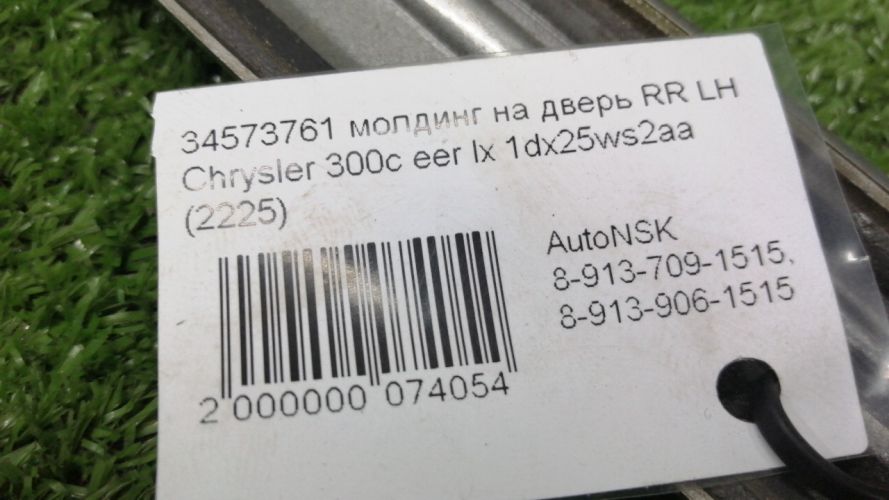 34573761 молдинг на дверь RR LH
Chrysler 300c eer lx 1dx25ws2aa
(2225)
AutoNSK
8-913-709-1515,
8-913-906-1515
2 000000 074054